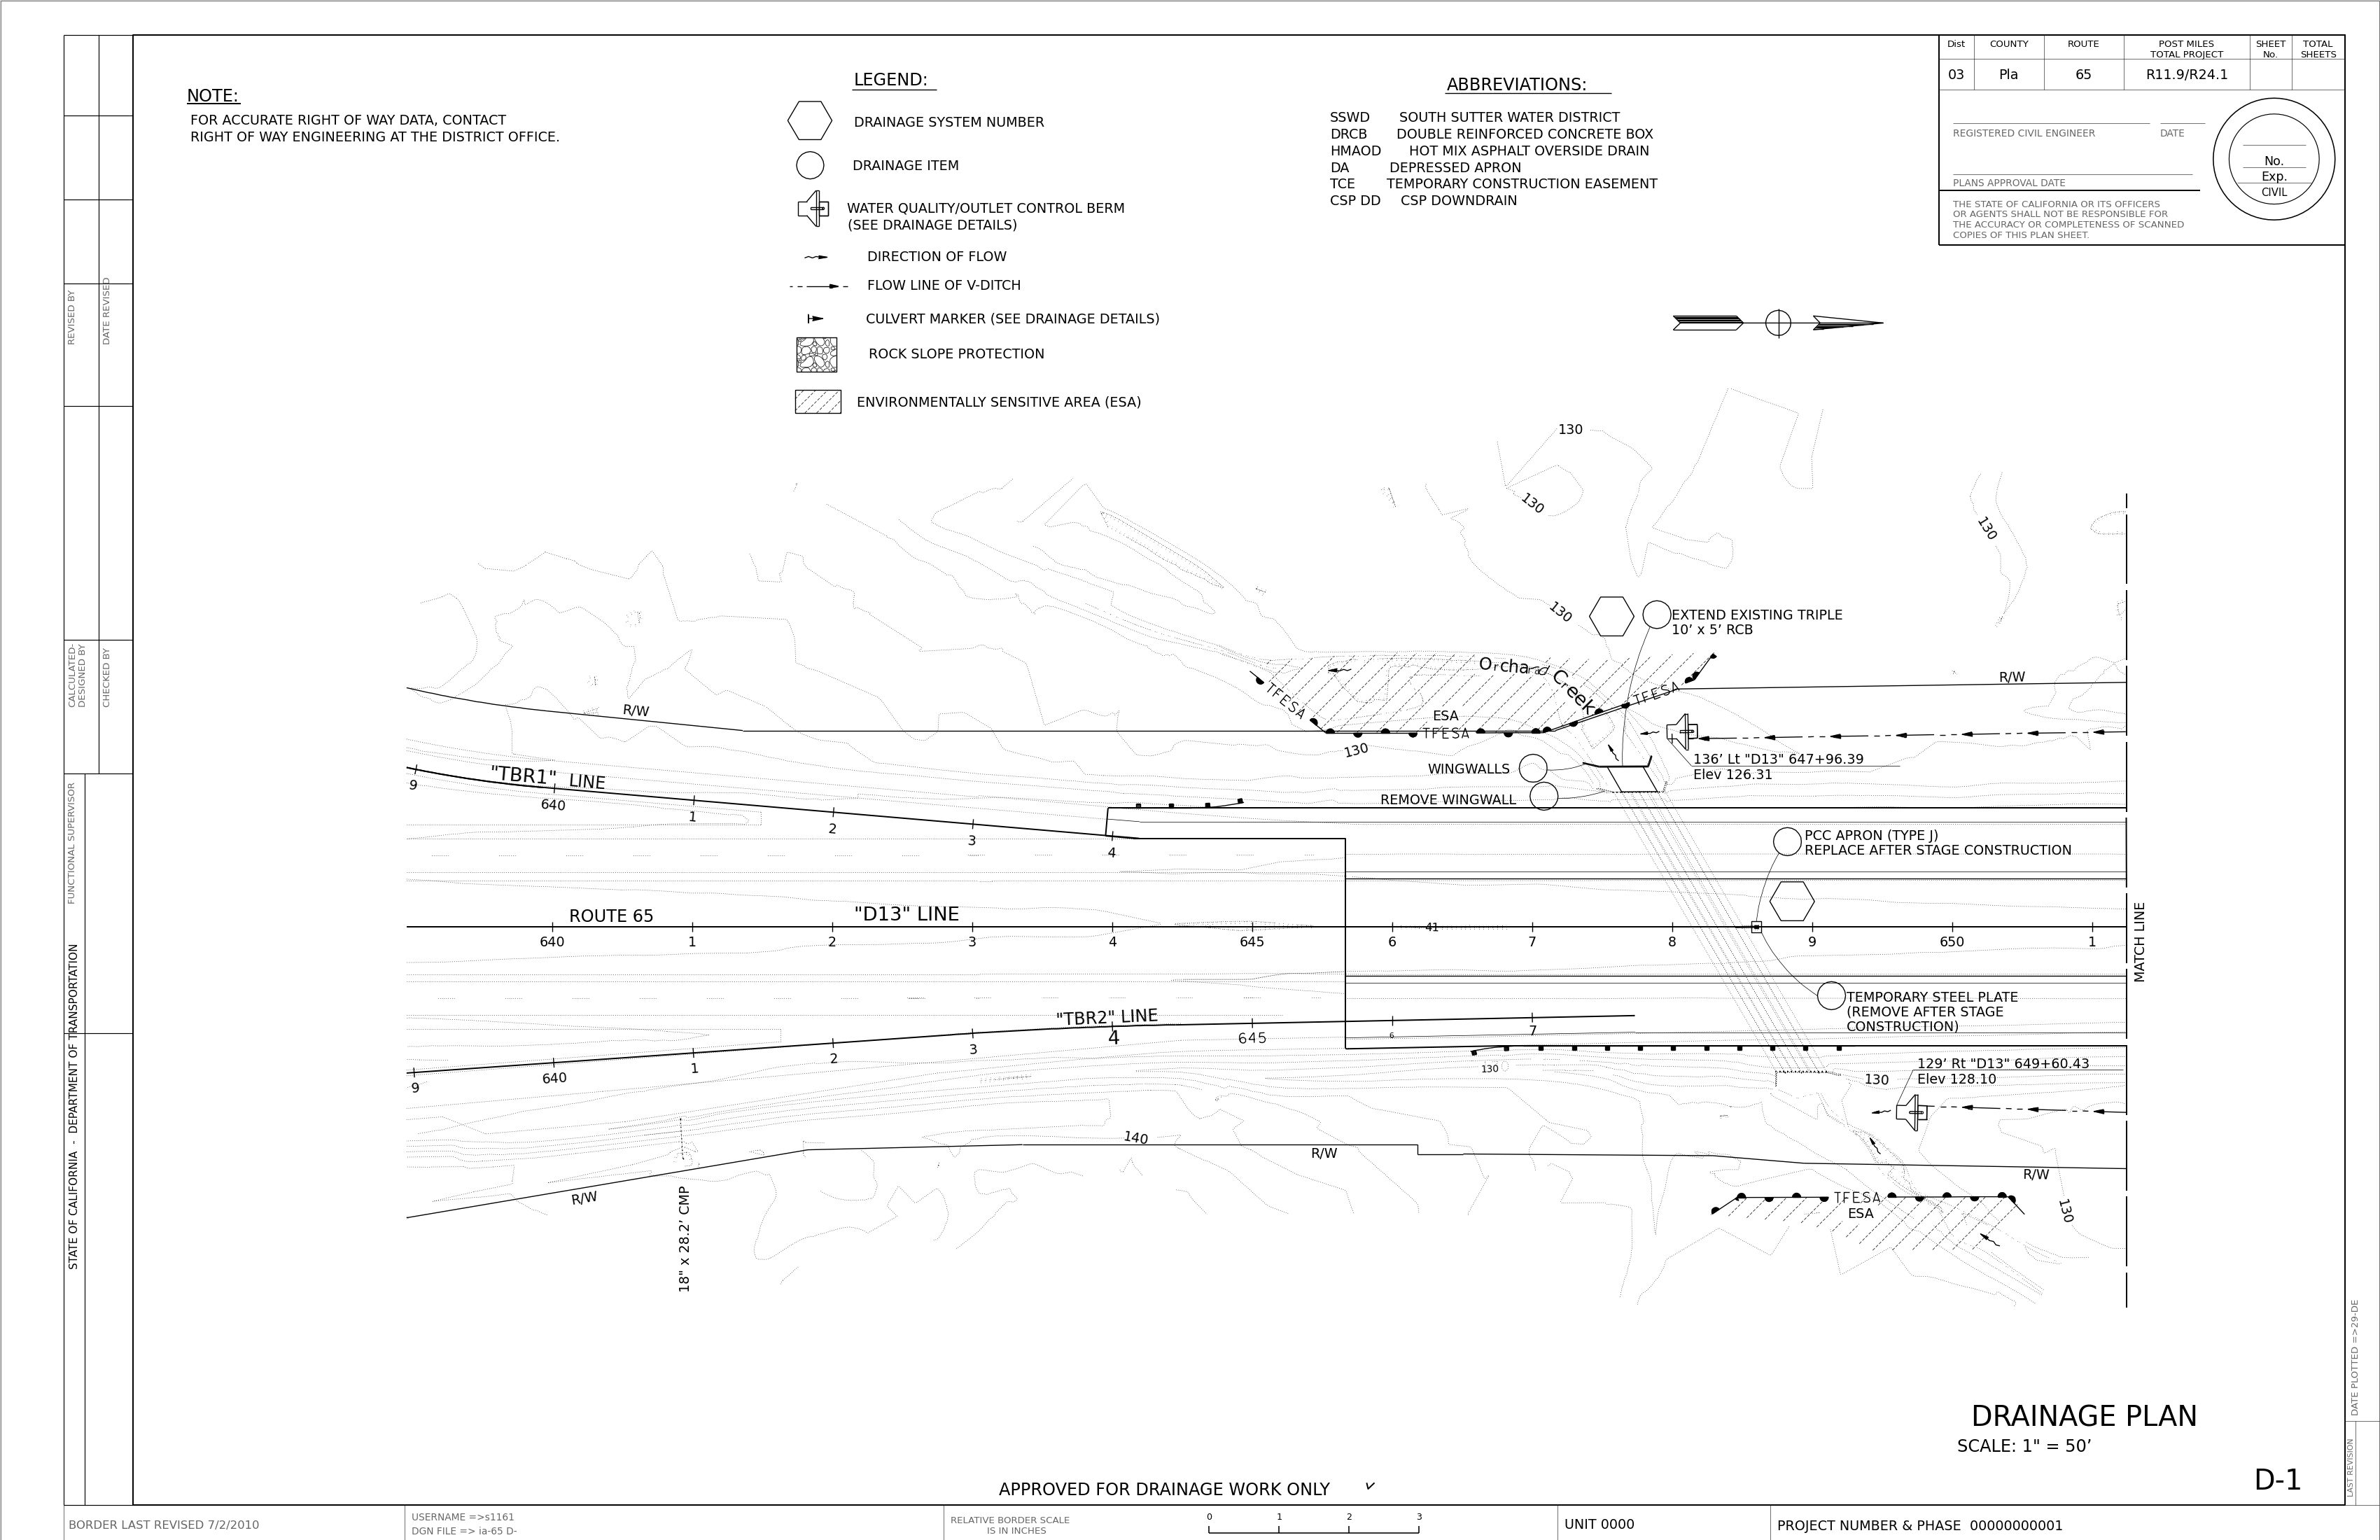 NOTE:
FOR ACCURATE RIGHT OF WAY DATA, CONTACT
RIGHT OF WAY ENGINEERING AT THE DISTRICT OFFICE.
LEGEND:
DRAINAGE SYSTEM NUMBER
DRAINAGE ITEM
WATER QUALITY/OUTLET CONTROL BERM
(SEE DRAINAGE DETAILS)
DIRECTION OF FLOW
FLOW LINE OF V-DITCH
CULVERT MARKER (SEE DRAINAGE DETAILS)
ROCK SLOPE PROTECTION
ENVIRONMENTALLY SENSITIVE AREA (ESA)
ABBREVIATIONS:
SSWD SOUTH SUTTER WATER DISTRICT
DRCB DOUBLE REINFORCED CONCRETE BOX
HMAOD HOT MIX ASPHALT OVERSIDE DRAIN
DA DEPRESSED APRON
TCE TEMPORARY CONSTRUCTION EASEMENT
CSP DD CSP DOWNDRAIN
Dist COUNTY ROUTE POST MILES TOTAL PROJECT SHEET No. TOTAL SHEETS
03 Pla 65 R11.9/R24.1
REGISTERED CIVIL ENGINEER DATE
PLANS APPROVAL DATE
No.
Exp.
CIVIL
THE STATE OF CALIFORNIA OR ITS OFFICERS
OR AGENTS SHALL NOT BE RESPONSIBLE FOR
THE ACCURACY OR COMPLETENESS OF SCANNED
COPIES OF THIS PLAN SHEET.
REVISED BY
DATE REVISED
CALCULATED-
DESIGNED BY
CHECKED BY
FUNCTIONAL SUPERVISOR
STATE OF CALIFORNIA - DEPARTMENT OF TRANSPORTATION
130
130
130
130
EXTEND EXISTING TRIPLE
10’ x 5’ RCB
Orchard Creek
TFESA
TFESA
R/W
R/W
ESA
TFESA
130
136’ Lt "D13" 647+96.39
Elev 126.31
WINGWALLS
REMOVE WINGWALL
"TBR1" LINE
9 640 1 2 3 4
PCC APRON (TYPE J)
REPLACE AFTER STAGE CONSTRUCTION
ROUTE 65
"D13" LINE
41
640 1 2 3 4 645 6 7 8 9 650 1
MATCH LINE
TEMPORARY STEEL PLATE
(REMOVE AFTER STAGE
CONSTRUCTION)
"TBR2" LINE
9 640 1 2 3 4 645 6 7
130
129’ Rt "D13" 649+60.43
Elev 128.10
130
140
R/W
R/W
R/W
18" x 28.2’ CMP
TFESA
ESA
130
DRAINAGE PLAN
SCALE: 1" = 50’
D-1
APPROVED FOR DRAINAGE WORK ONLY
DATE PLOTTED =>29-DE
LAST REVISION
BORDER LAST REVISED 7/2/2010
USERNAME =>s1161
DGN FILE => ia-65 D-
RELATIVE BORDER SCALE
IS IN INCHES
0 1 2 3
UNIT 0000
PROJECT NUMBER & PHASE 00000000001